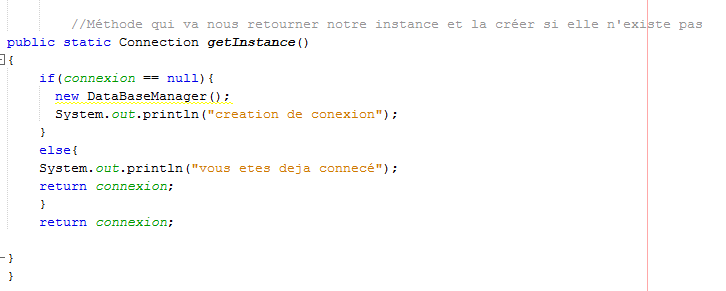 //Méthode qui va nous retourner notre instance et la créer si elle n'existe pas
public static Connection getInstance()
{
if(connexion == null){
new DataBaseManager();
System.out.println("creation de conexion");
}
else{
System.out.println("vous etes deja connecé");
return connexion;
}
return connexion;
}
}